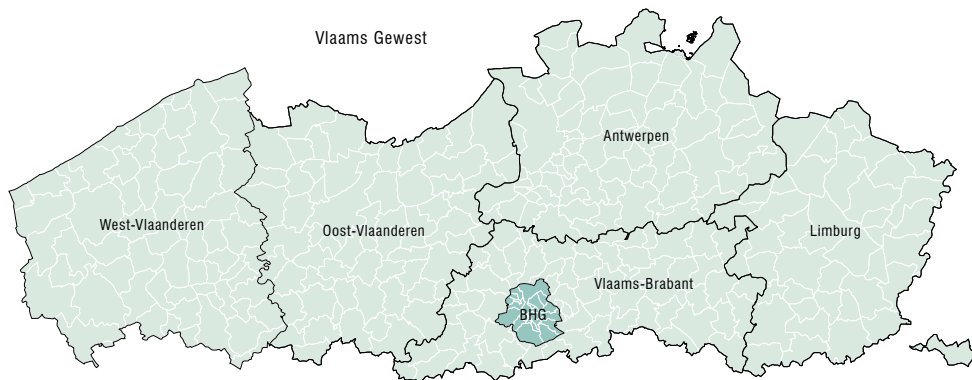 Vlaams Gewest
Antwerpen
West-Vlaanderen
Oost-Vlaanderen
Limburg
Vlaams-Brabant
BHG